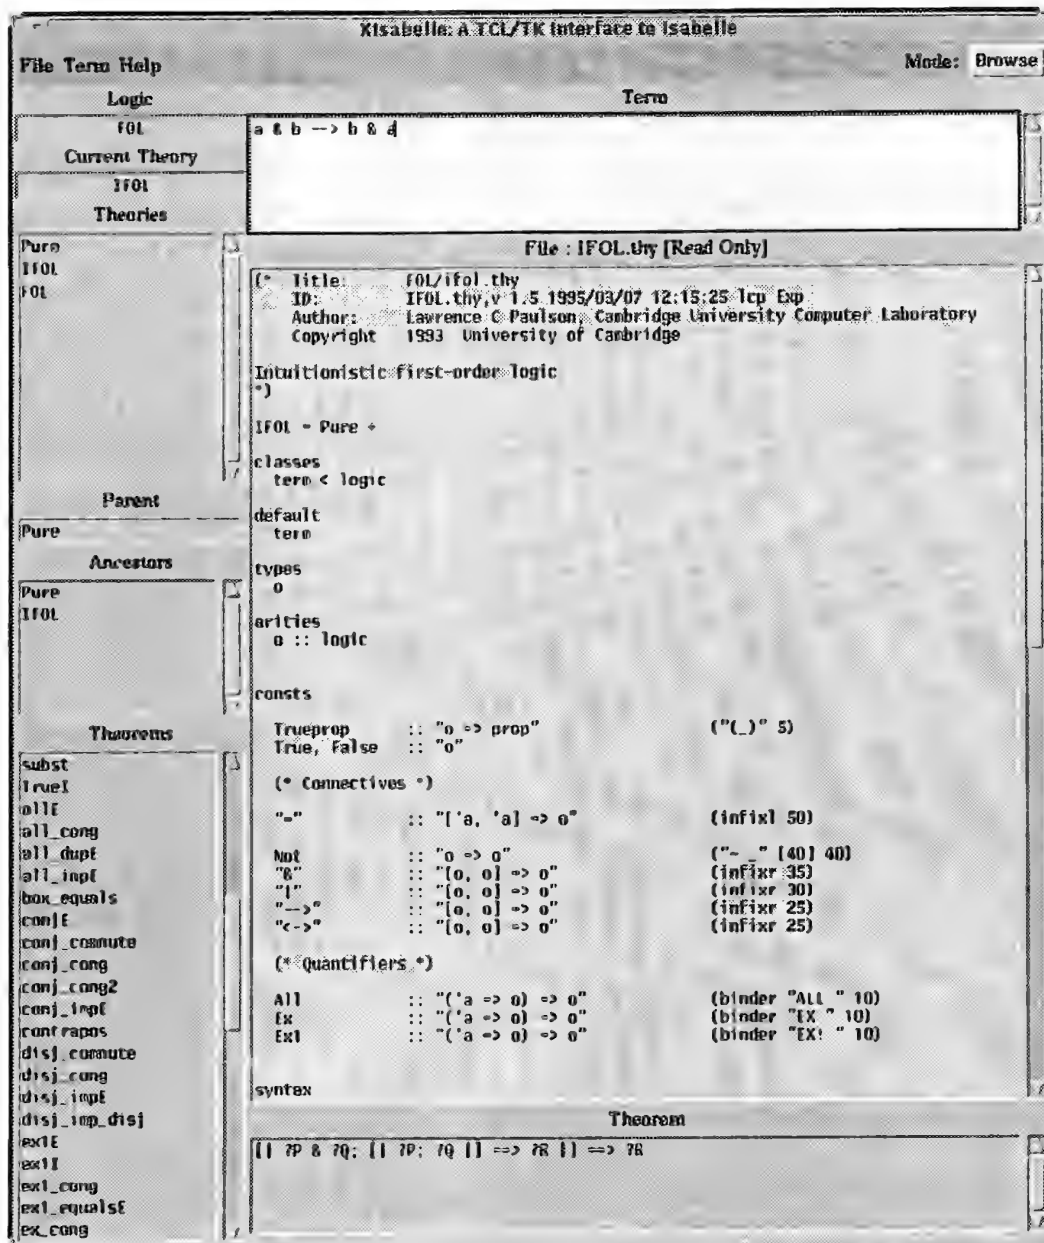 XIsabelle: A TCL/TK Interface to Isabelle
File Term Help
Mode: Browse
Logic
FOL
Current Theory
IFOL
Theories
Pure
IFOL
FOL
Parent
Pure
Ancestors
Pure
IFOL
Theorems
subst
TrueI
allE
all_cong
all_dupE
all_impE
box_equals
conjE
conj_commute
conj_cong
conj_cong2
conj_impE
contrapos
disj_commute
disj_cong
disj_impE
disj_imp_disj
ex1E
ex1I
ex1_cong
ex1_equalsE
ex_cong
Term
a & b --> b & a
File : IFOL.thy [Read Only]
(* Title: FOL/ifol.thy
ID: IFOL.thy,v 1.5 1995/03/07 12:15:25 lcp Exp
Author: Lawrence C Paulson, Cambridge University Computer Laboratory
Copyright 1993 University of Cambridge
Intuitionistic first-order logic
*)
IFOL = Pure +
classes
term < logic
default
term
types
o
arities
o :: logic
consts
Trueprop :: "o => prop" ("(_)" 5)
True, False :: "o"
(* Connectives *)
"=" :: "['a, 'a] => o" (infixl 50)
Not :: "o => o" ("~ _" [40] 40)
"&" :: "[o, o] => o" (infixr 35)
"|" :: "[o, o] => o" (infixr 30)
"-->" :: "[o, o] => o" (infixr 25)
"<->" :: "[o, o] => o" (infixr 25)
(* Quantifiers *)
All :: "('a => o) => o" (binder "ALL " 10)
Ex :: "('a => o) => o" (binder "EX " 10)
Ex1 :: "('a => o) => o" (binder "EX! " 10)
syntax
Theorem
[| ?P & ?Q; [| ?P; ?Q |] ==> ?R |] ==> ?R